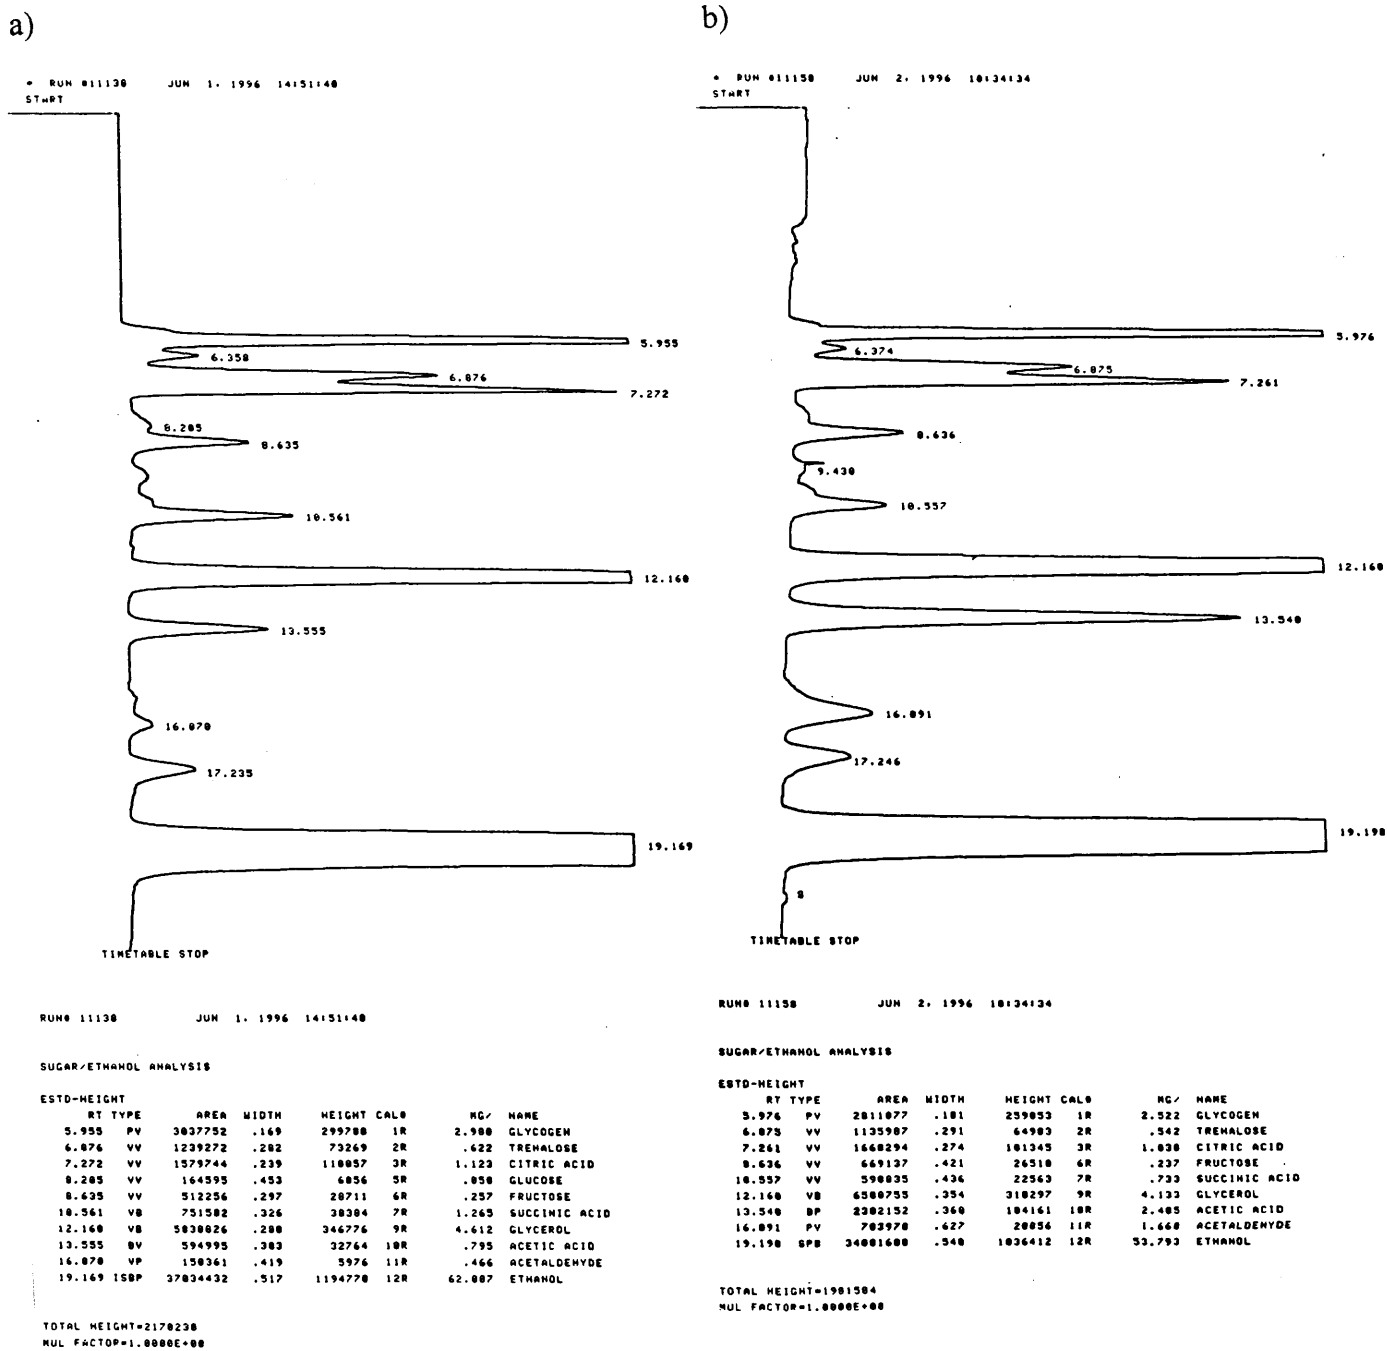 a)
* RUN #11138 JUN 1, 1996 14:51:40
START
5.955
6.358
6.876
7.272
8.205
8.635
10.561
12.160
13.555
16.070
17.235
19.169
TIMETABLE STOP
RUN# 11138 JUN 1, 1996 14:51:40
SUGAR/ETHANOL ANALYSIS
ESTD-HEIGHT
RT TYPE AREA WIDTH HEIGHT CAL# MG/ NAME
5.955 PV 3037752 .169 299780 1R 2.980 GLYCOGEN
6.876 VV 1239272 .282 73269 2R .622 TREHALOSE
7.272 VV 1579744 .239 110057 3R 1.123 CITRIC ACID
8.205 VV 164595 .453 6056 5R .050 GLUCOSE
8.635 VV 512256 .297 28711 6R .257 FRUCTOSE
10.561 VB 751502 .326 38304 7R 1.265 SUCCINIC ACID
12.160 VB 5830026 .280 346776 9R 4.612 GLYCEROL
13.555 BV 594995 .303 32764 10R .795 ACETIC ACID
16.070 VP 150361 .419 5976 11R .466 ACETALDEHYDE
19.169 ISBP 37034432 .517 1194770 12R 62.007 ETHANOL
TOTAL HEIGHT=2170238
MUL FACTOR=1.0000E+00
b)
* RUN #11150 JUN 2, 1996 10:34:34
START
5.976
6.374
6.875
7.261
8.636
9.430
10.557
12.160
13.540
16.091
17.246
19.190
S
TIMETABLE STOP
RUN# 11150 JUN 2, 1996 10:34:34
SUGAR/ETHANOL ANALYSIS
ESTD-HEIGHT
RT TYPE AREA WIDTH HEIGHT CAL# MG/ NAME
5.976 PV 2811077 .181 259053 1R 2.522 GLYCOGEN
6.875 VV 1135987 .291 64983 2R .542 TREHALOSE
7.261 VV 1660294 .274 101345 3R 1.030 CITRIC ACID
8.636 VV 669137 .421 26510 6R .237 FRUCTOSE
10.557 SV 590035 .436 22563 7R .733 SUCCINIC ACID
12.160 VB 6580755 .354 310297 9R 4.133 GLYCEROL
13.540 BP 2302152 .360 104161 10R 2.485 ACETIC ACID
16.091 PV 703970 .627 20056 11R 1.660 ACETALDEHYDE
19.190 SPB 34001600 .540 1036412 12R 53.793 ETHANOL
TOTAL HEIGHT=1981584
MUL FACTOR=1.0000E+00